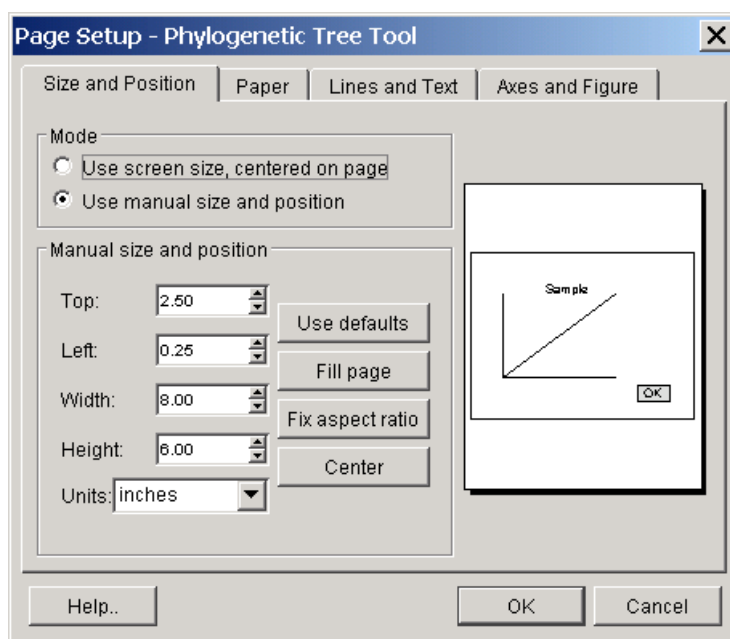 Page Setup - Phylogenetic Tree Tool
Size and Position Paper Lines and Text Axes and Figure
Mode
Use screen size, centered on page
Use manual size and position
Manual size and position
Top: 2.50
Left: 0.25
Width: 8.00
Height: 6.00
Units: inches
Use defaults
Fill page
Fix aspect ratio
Center
Sample
OK
Help..
OK
Cancel